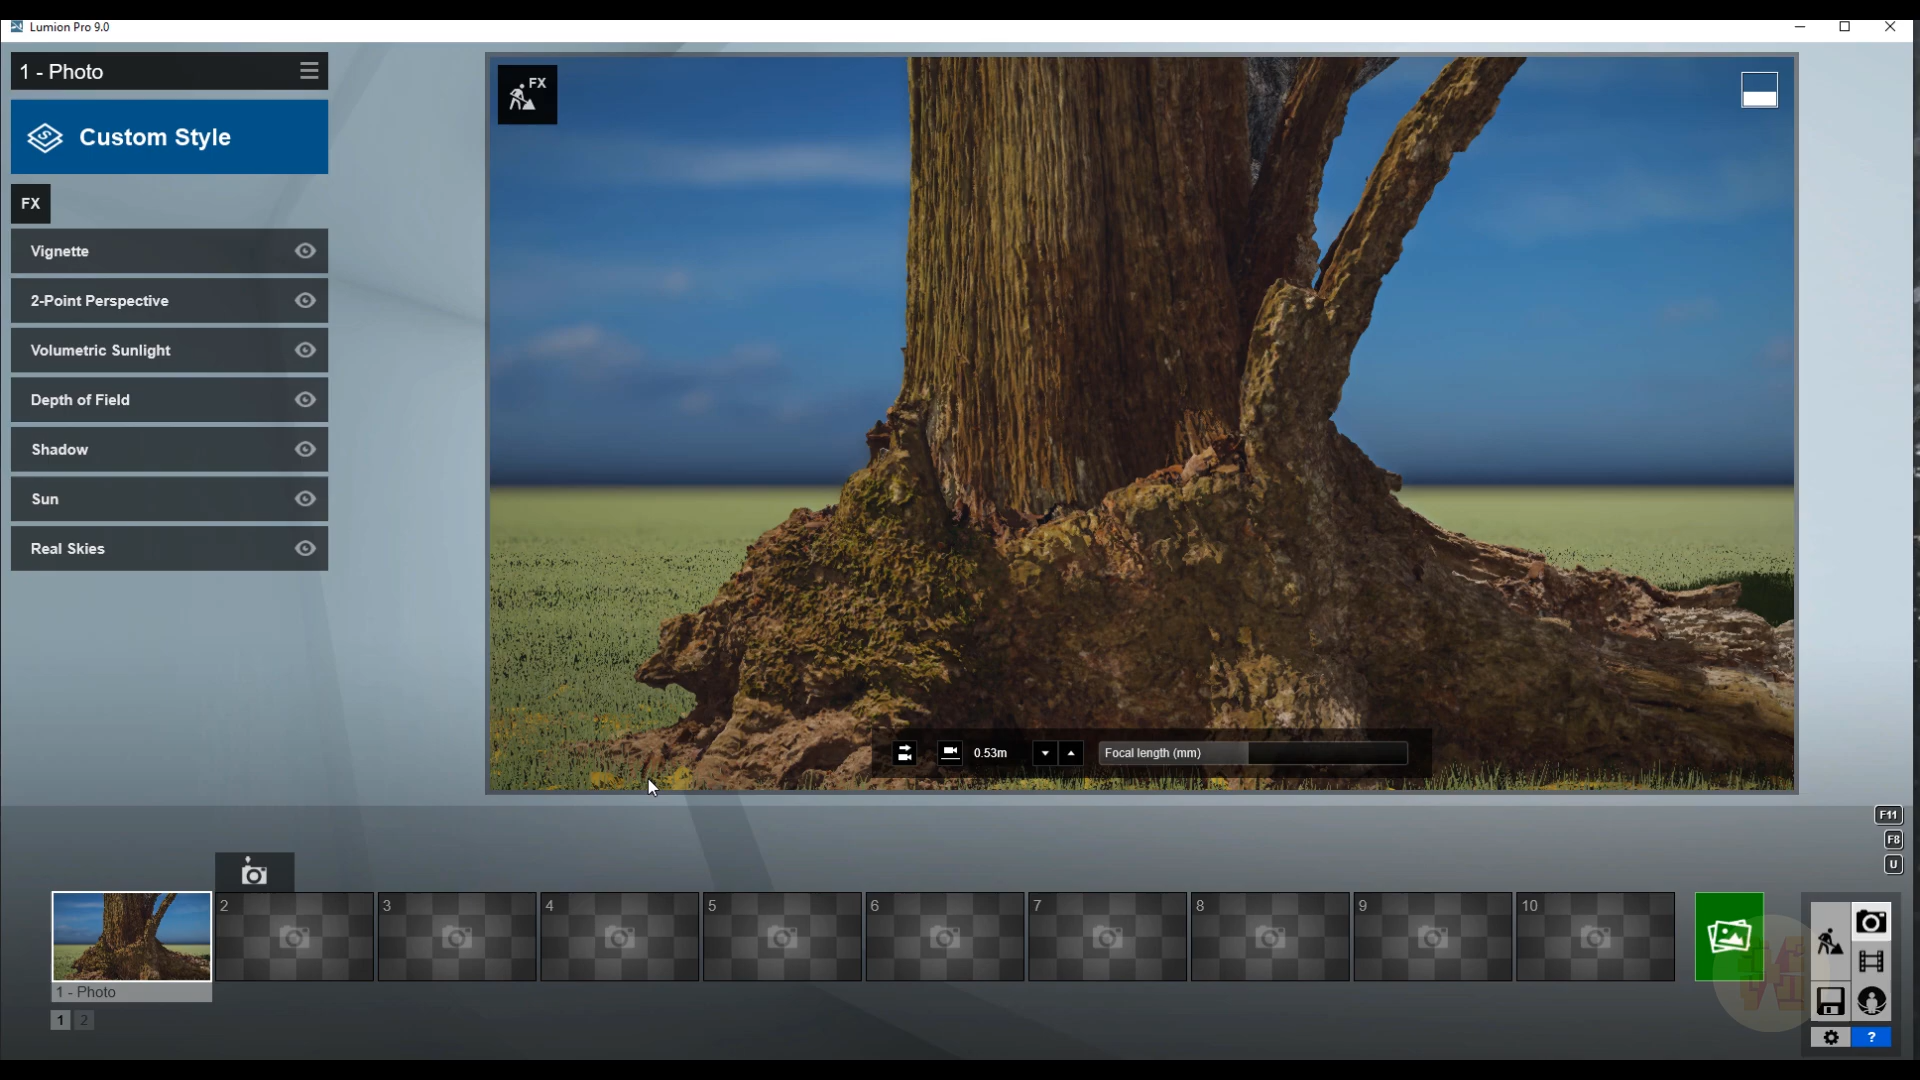 Lumion Pro 9.0
1 - Photo
Custom Style
FX
Vignette
2-Point Perspective
Volumetric Sunlight
Depth of Field
Shadow
Sun
Real Skies
FX
0.53m
Focal length (mm)
F11
F8
U
2
3
4
5
6
7
8
9
10
1 - Photo
1 2
?